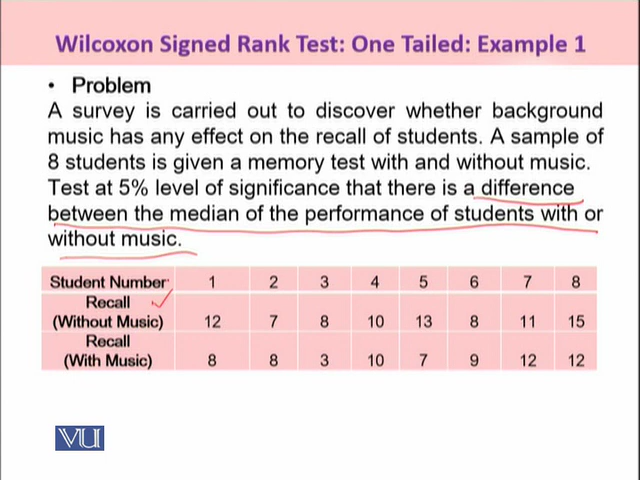 Wilcoxon Signed Rank Test: One Tailed: Example 1
• Problem
A survey is carried out to discover whether background
music has any effect on the recall of students. A sample of
8 students is given a memory test with and without music.
Test at 5% level of significance that there is a difference
between the median of the performance of students with or
without music.
Student Number 1 2 3 4 5 6 7 8
Recall
(Without Music) 12 7 8 10 13 8 11 15
Recall
(With Music) 8 8 3 10 7 9 12 12
VU